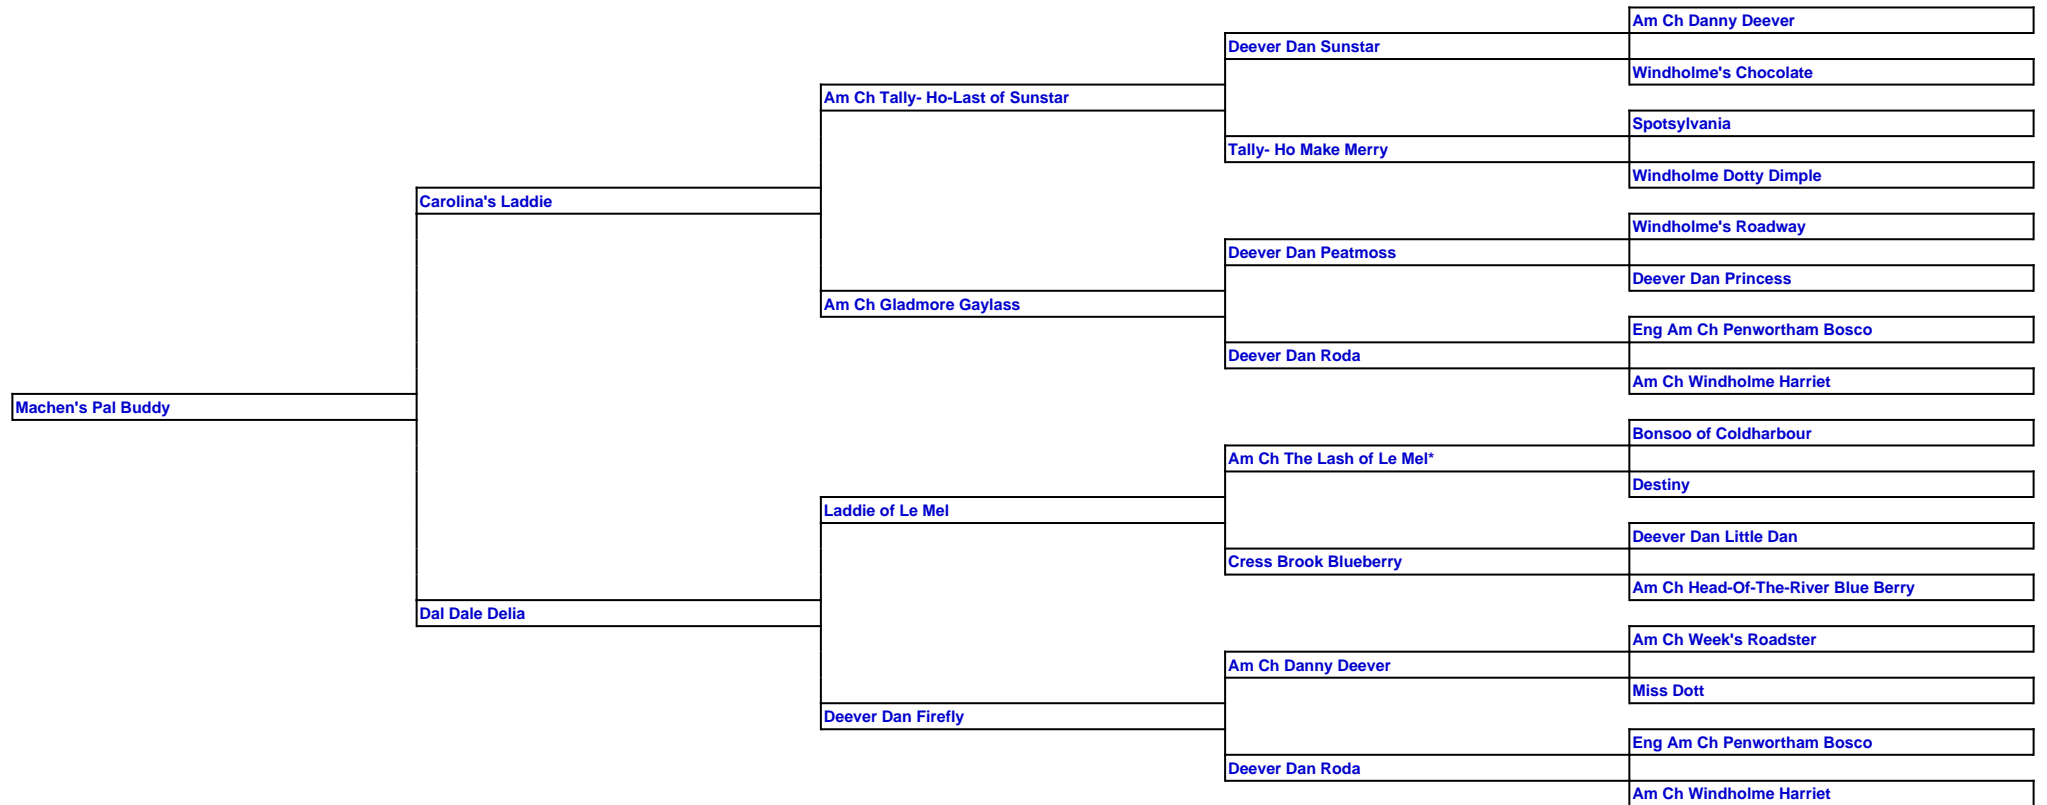 Am Ch Danny Deever
Deever Dan Sunstar
Windholme's Chocolate
Am Ch Tally- Ho-Last of Sunstar
Spotsylvania
Tally- Ho Make Merry
Windholme Dotty Dimple
Carolina's Laddie
Windholme's Roadway
Deever Dan Peatmoss
Deever Dan Princess
Am Ch Gladmore Gaylass
Eng Am Ch Penwortham Bosco
Deever Dan Roda
Am Ch Windholme Harriet
Machen's Pal Buddy
Bonsoo of Coldharbour
Am Ch The Lash of Le Mel*
Destiny
Laddie of Le Mel
Deever Dan Little Dan
Cress Brook Blueberry
Am Ch Head-Of-The-River Blue Berry
Dal Dale Delia
Am Ch Week's Roadster
Am Ch Danny Deever
Miss Dott
Deever Dan Firefly
Eng Am Ch Penwortham Bosco
Deever Dan Roda
Am Ch Windholme Harriet